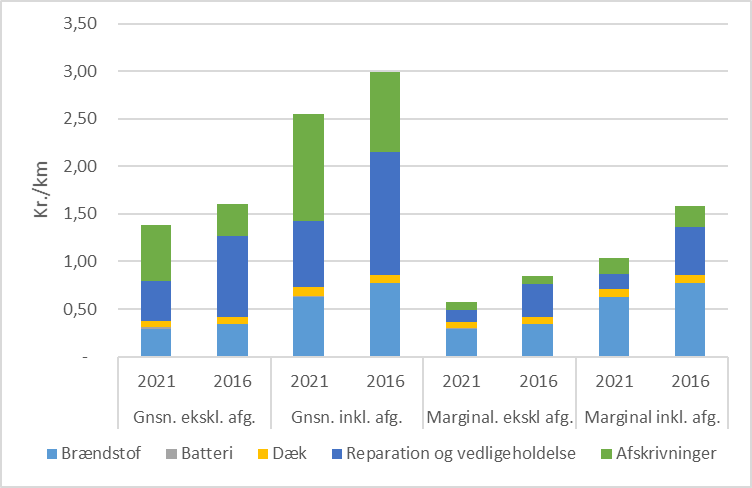 3,50
3,00
2,50
2,00
1,50
1,00
0,50
-
Kr./km
2021 2016 2021 2016 2021 2016 2021 2016
Gnsn. ekskl. afg. Gnsn. inkl. afg. Marginal. ekskl afg. Marginal inkl. afg.
Brændstof Batteri Dæk Reparation og vedligeholdelse Afskrivninger